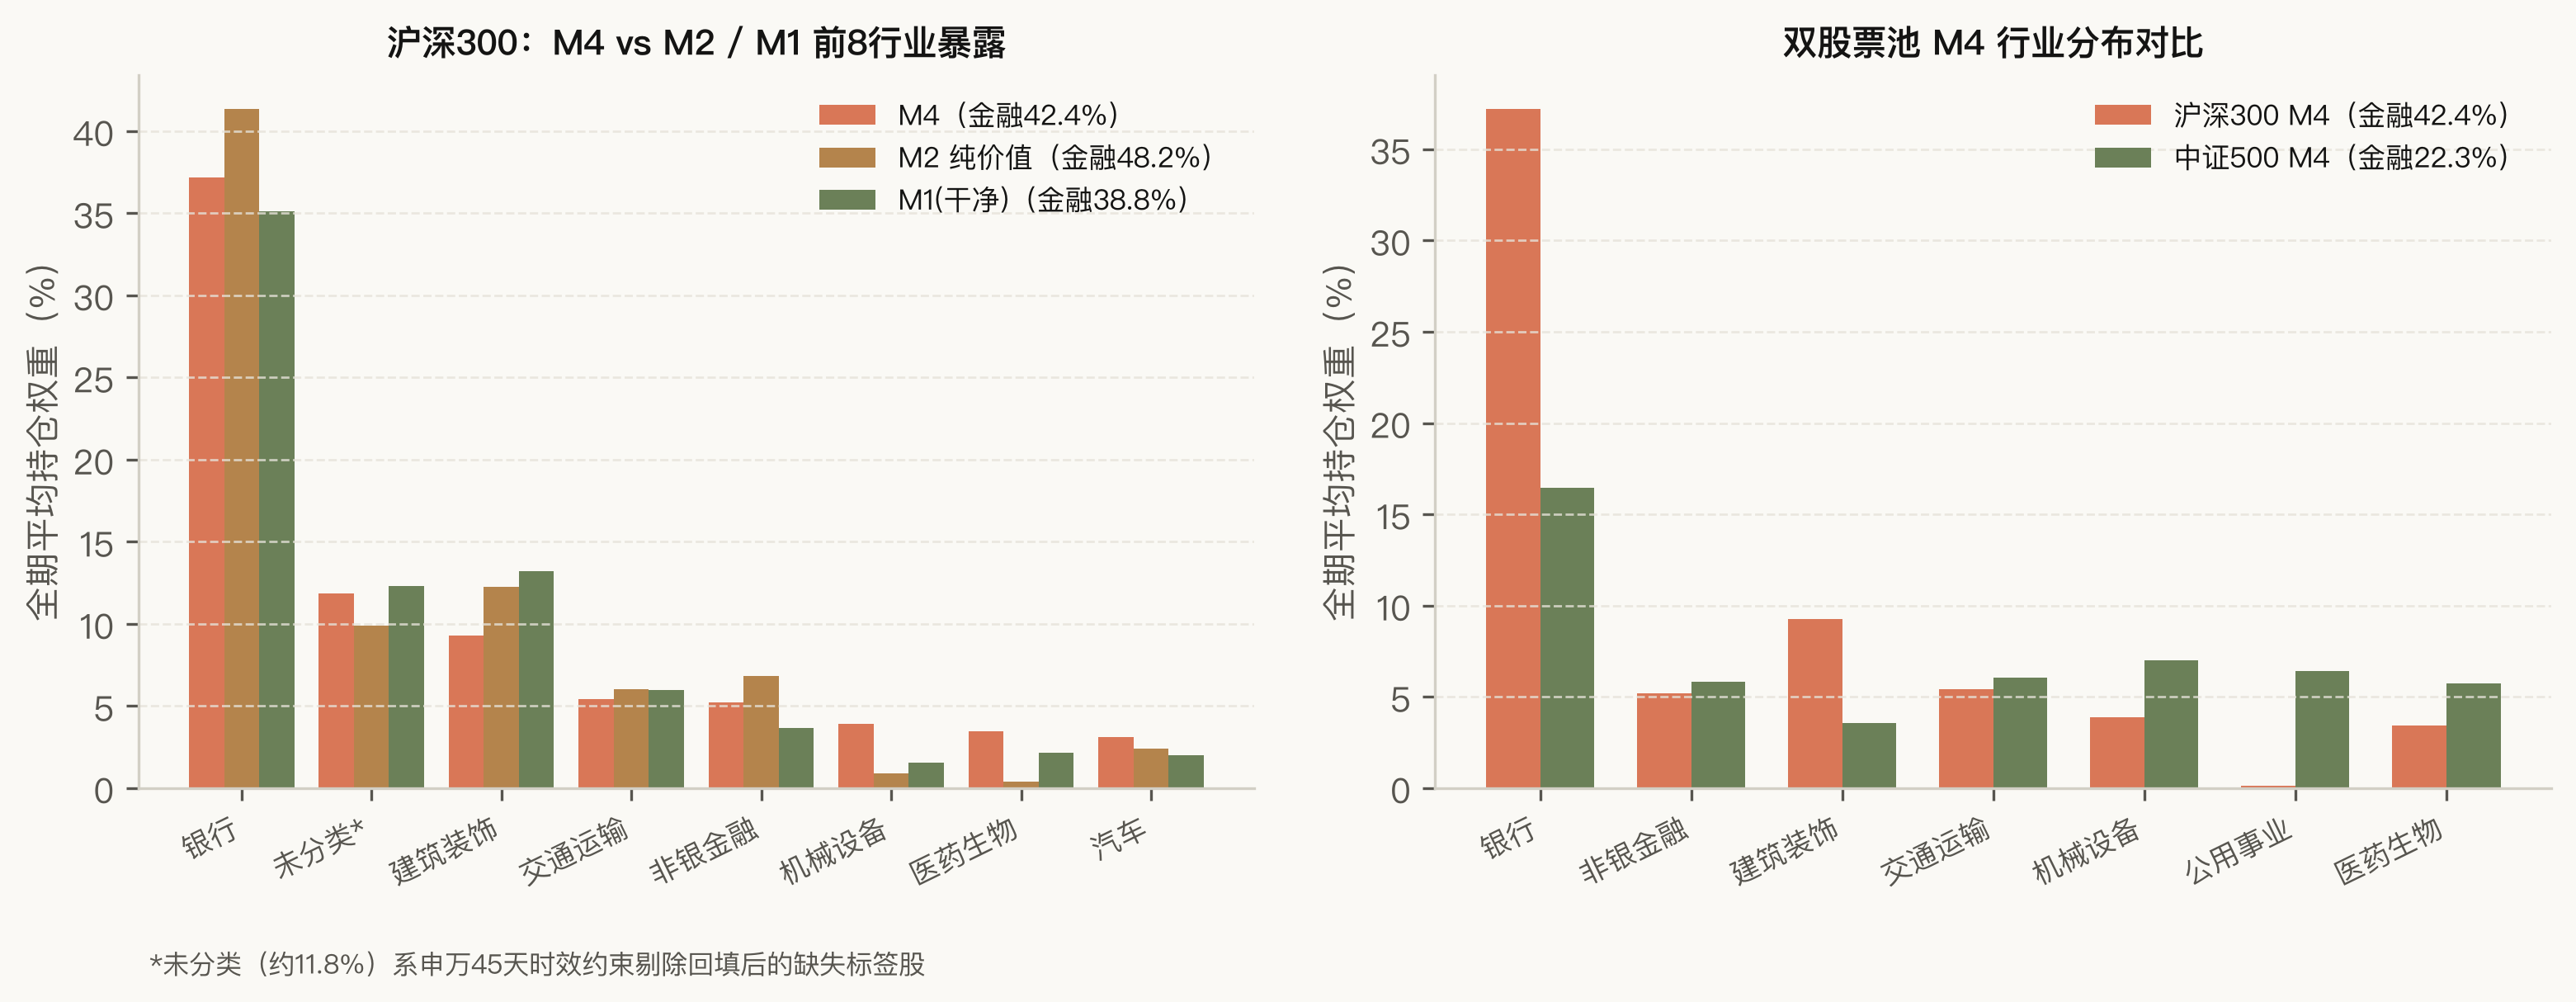 沪深300：M4 vs M2 / M1 前8行业暴露
全期平均持仓权重（%）
40
35
30
25
20
15
10
5
0
M4（金融42.4%）
M2 纯价值（金融48.2%）
M1(干净)（金融38.8%）
银行
未分类*
建筑装饰
交通运输
非银金融
机械设备
医药生物
汽车
*未分类（约11.8%）系申万45天时效约束剔除回填后的缺失标签股
双股票池 M4 行业分布对比
全期平均持仓权重（%）
35
30
25
20
15
10
5
0
沪深300 M4（金融42.4%）
中证500 M4（金融22.3%）
银行
非银金融
建筑装饰
交通运输
机械设备
公用事业
医药生物